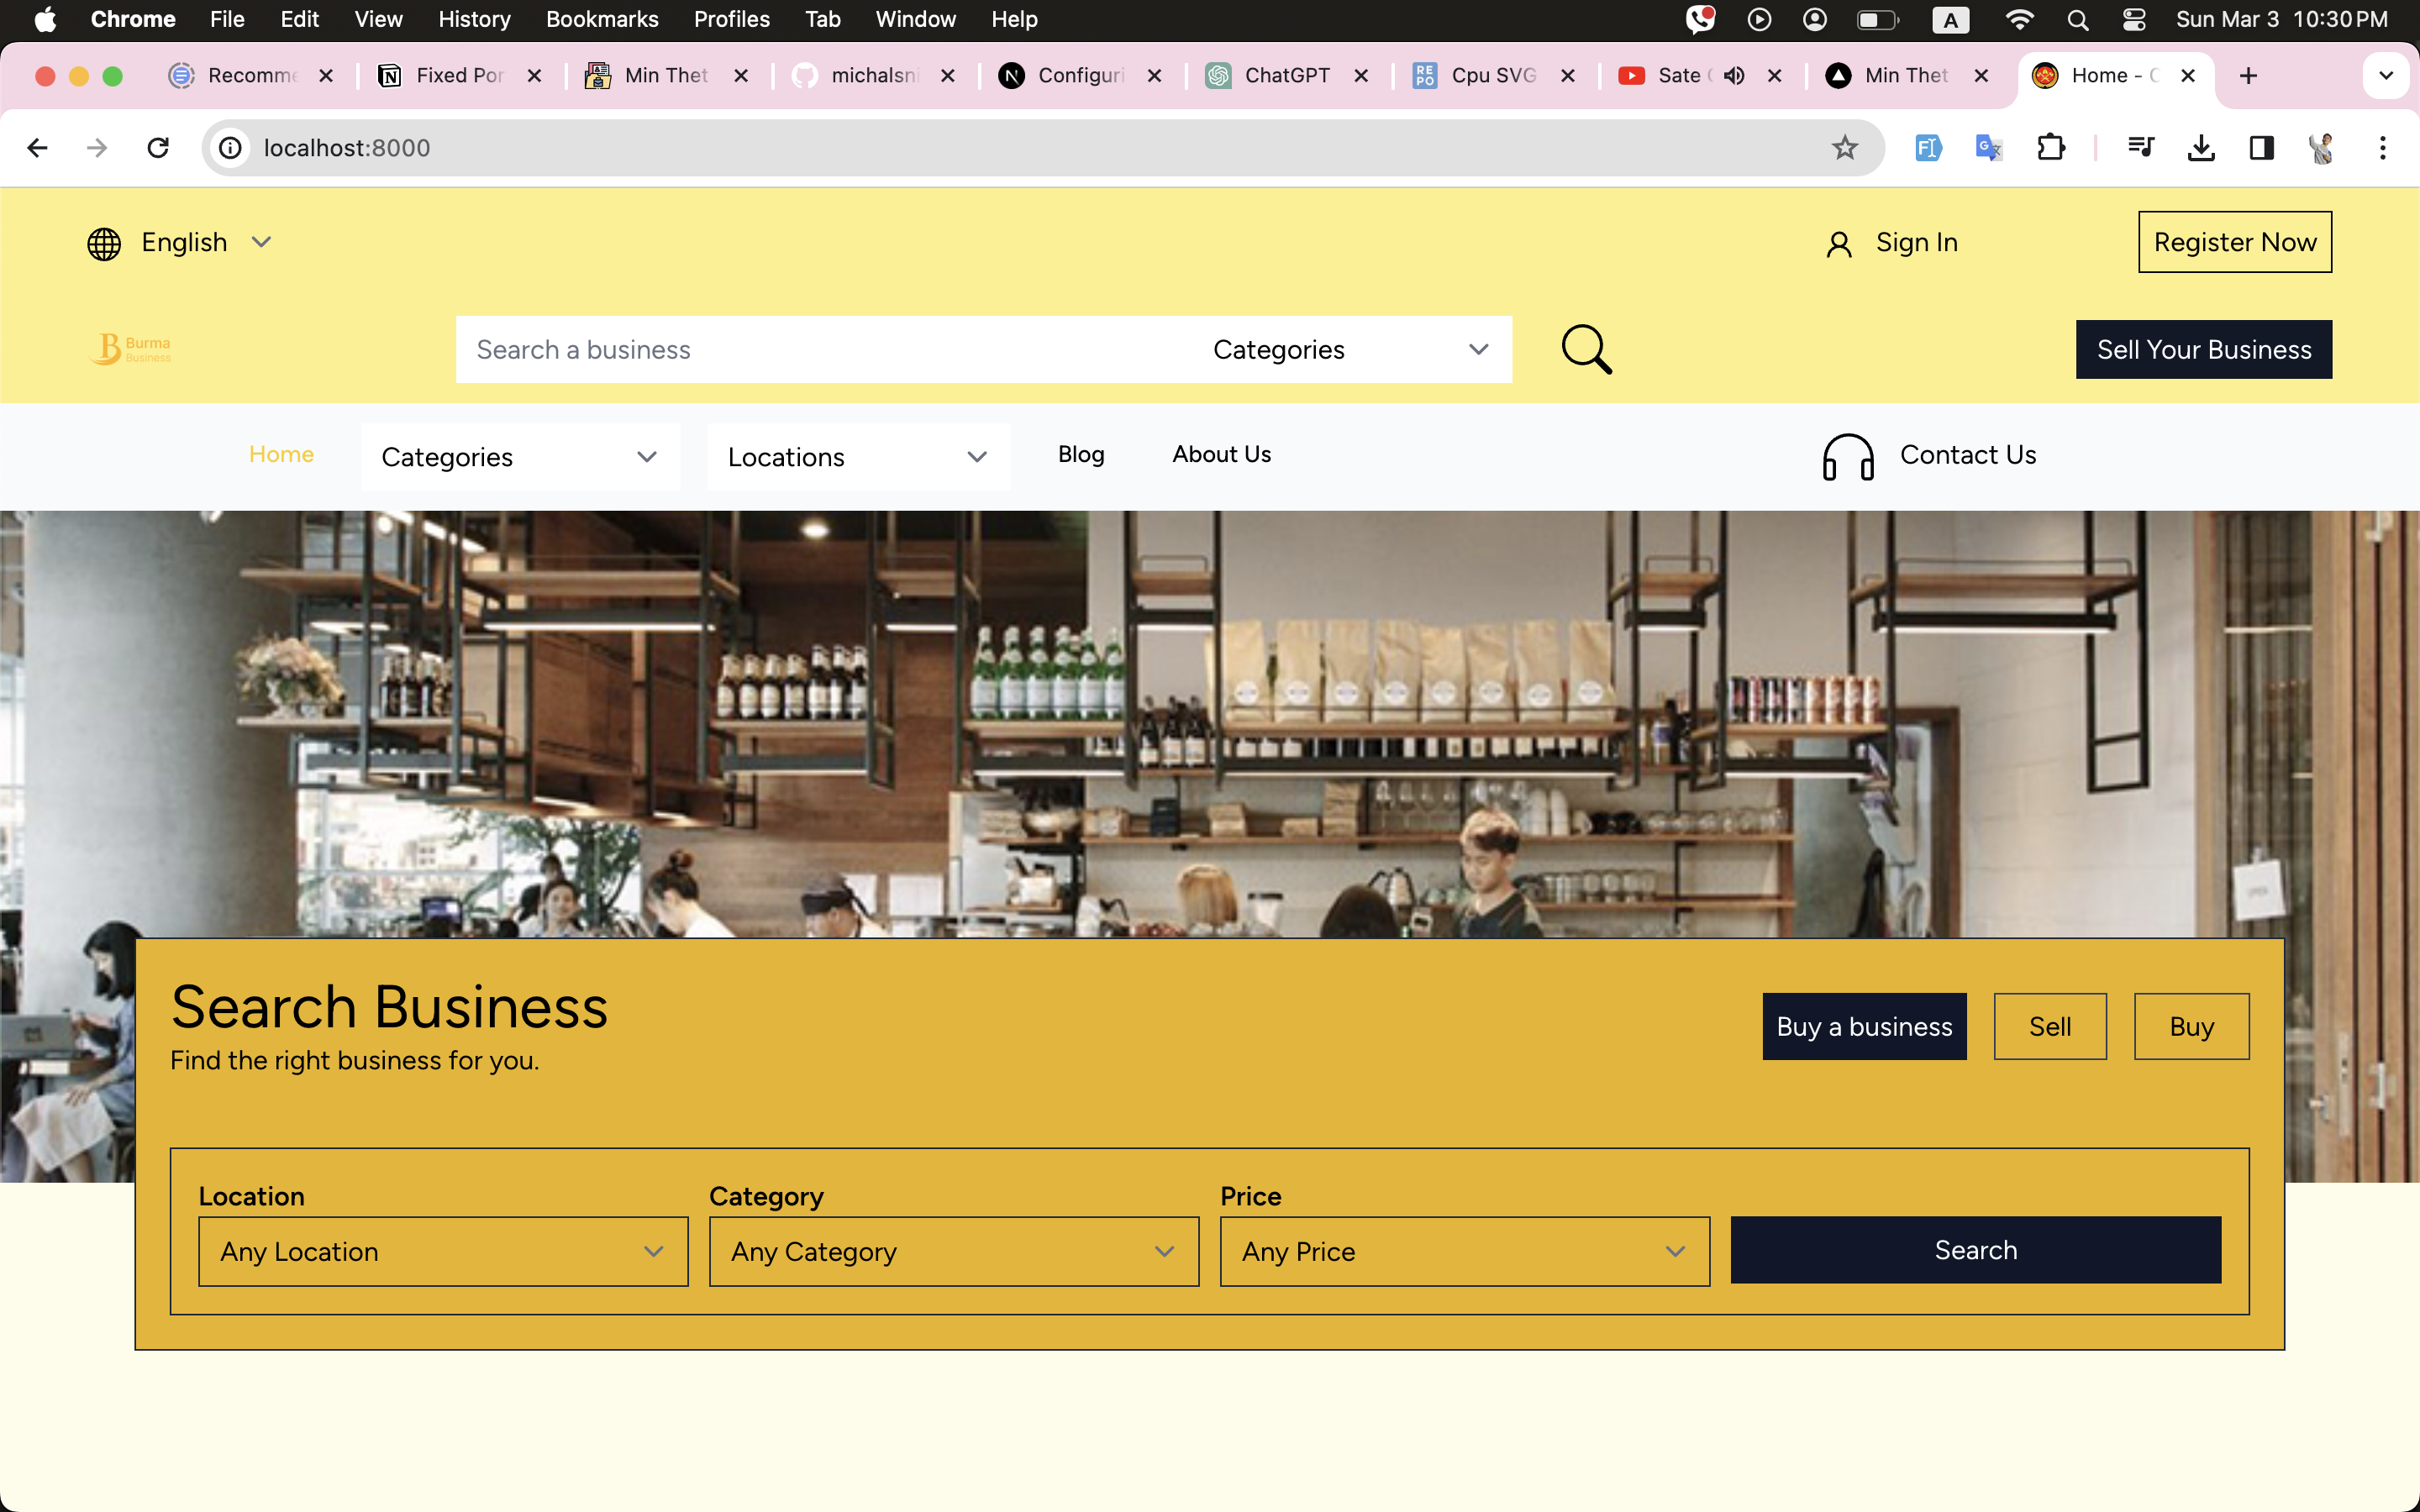 Chrome File Edit View History Bookmarks Profiles Tab Window Help A Sun Mar 3 10:30 PM
Recomme Fixed Por Min Thet michalsni Configuri ChatGPT REPO Cpu SVG Sate Min Thet Home -
localhost:8000
English Sign In Register Now
B Burma Business Search a business Categories Sell Your Business
Home Categories Locations Blog About Us Contact Us
Search Business
Find the right business for you.
Buy a business Sell Buy
Location Category Price
Any Location Any Category Any Price Search